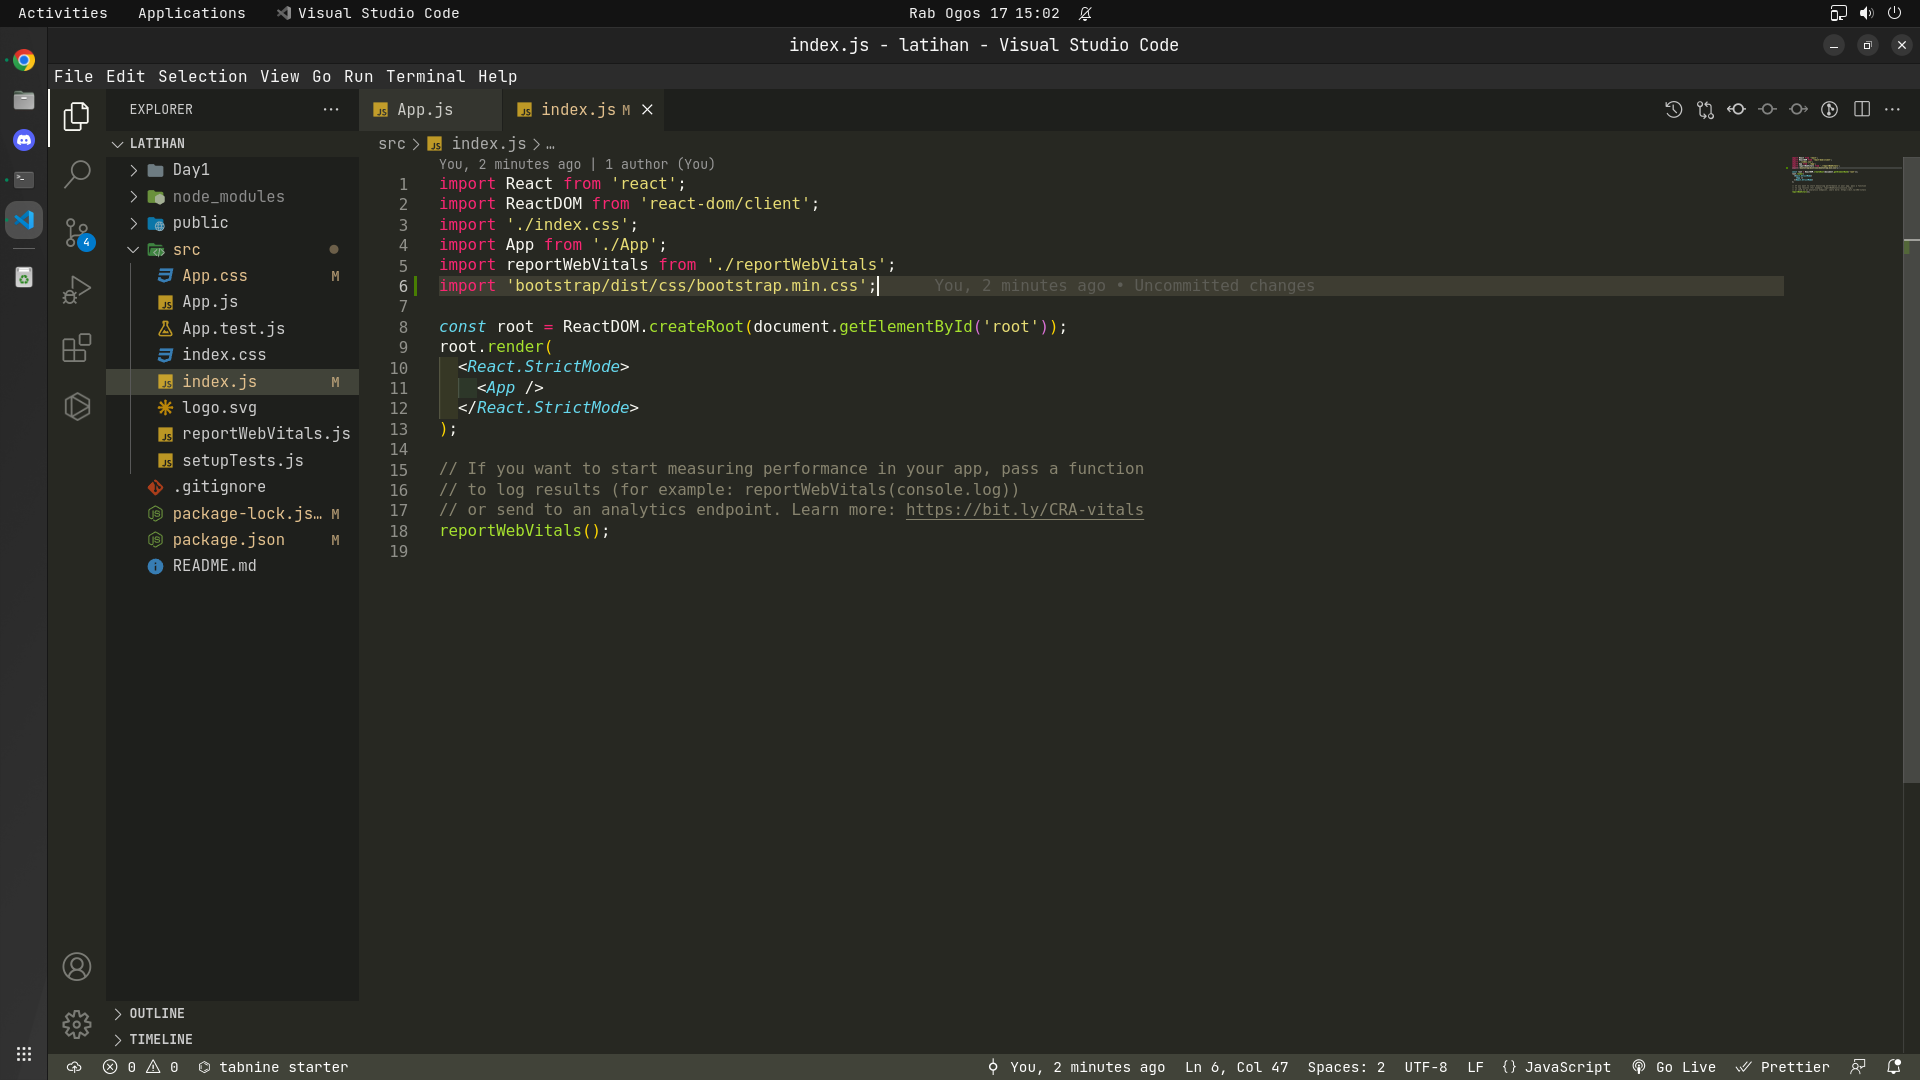 Activities Applications Visual Studio Code Rab Ogos 17 15:02
index.js - latihan - Visual Studio Code
File Edit Selection View Go Run Terminal Help
EXPLORER
LATIHAN
Day1
node_modules
public
src
App.css M
App.js
App.test.js
index.css
index.js M
logo.svg
reportWebVitals.js
setupTests.js
.gitignore
package-lock.js… M
package.json M
README.md
OUTLINE
TIMELINE
4
App.js index.js M
src > index.js > …
You, 2 minutes ago | 1 author (You)
1 import React from 'react';
2 import ReactDOM from 'react-dom/client';
3 import './index.css';
4 import App from './App';
5 import reportWebVitals from './reportWebVitals';
6 import 'bootstrap/dist/css/bootstrap.min.css'; You, 2 minutes ago • Uncommitted changes
7
8 const root = ReactDOM.createRoot(document.getElementById('root'));
9 root.render(
10 <React.StrictMode>
11 <App />
12 </React.StrictMode>
13 );
14
15 // If you want to start measuring performance in your app, pass a function
16 // to log results (for example: reportWebVitals(console.log))
17 // or send to an analytics endpoint. Learn more: https://bit.ly/CRA-vitals
18 reportWebVitals();
19
0 0 tabnine starter You, 2 minutes ago Ln 6, Col 47 Spaces: 2 UTF-8 LF {} JavaScript Go Live Prettier